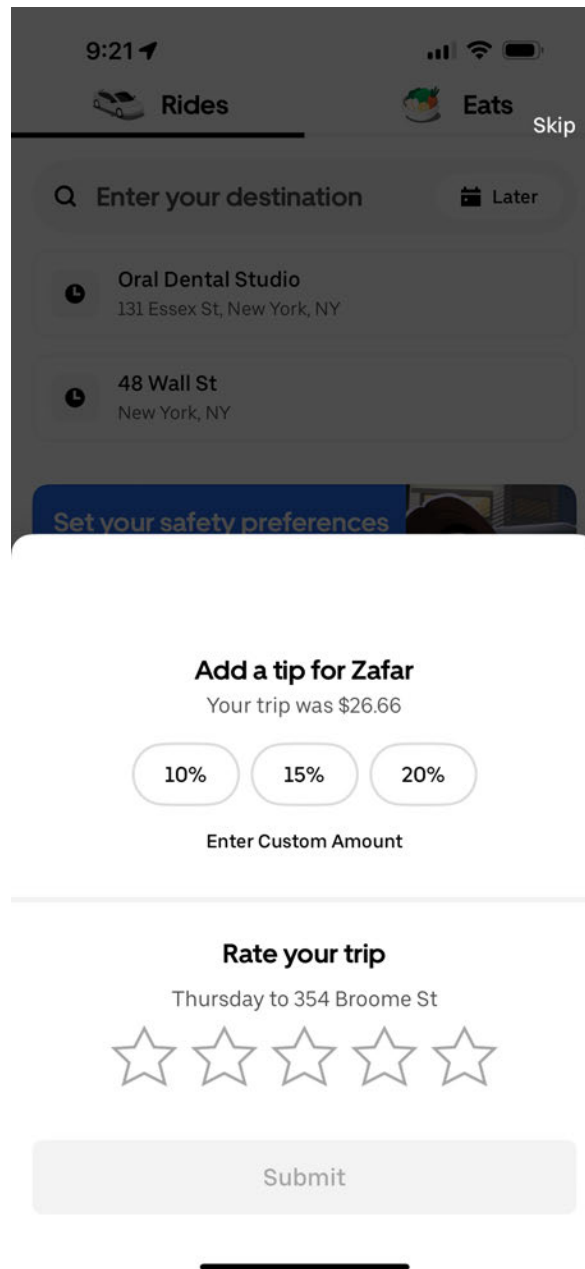 9:21
Rides
Eats
Skip
Enter your destination
Later
Oral Dental Studio
131 Essex St, New York, NY
48 Wall St
New York, NY
Set your safety preferences
Add a tip for Zafar
Your trip was $26.66
10% 15% 20%
Enter Custom Amount
Rate your trip
Thursday to 354 Broome St
Submit